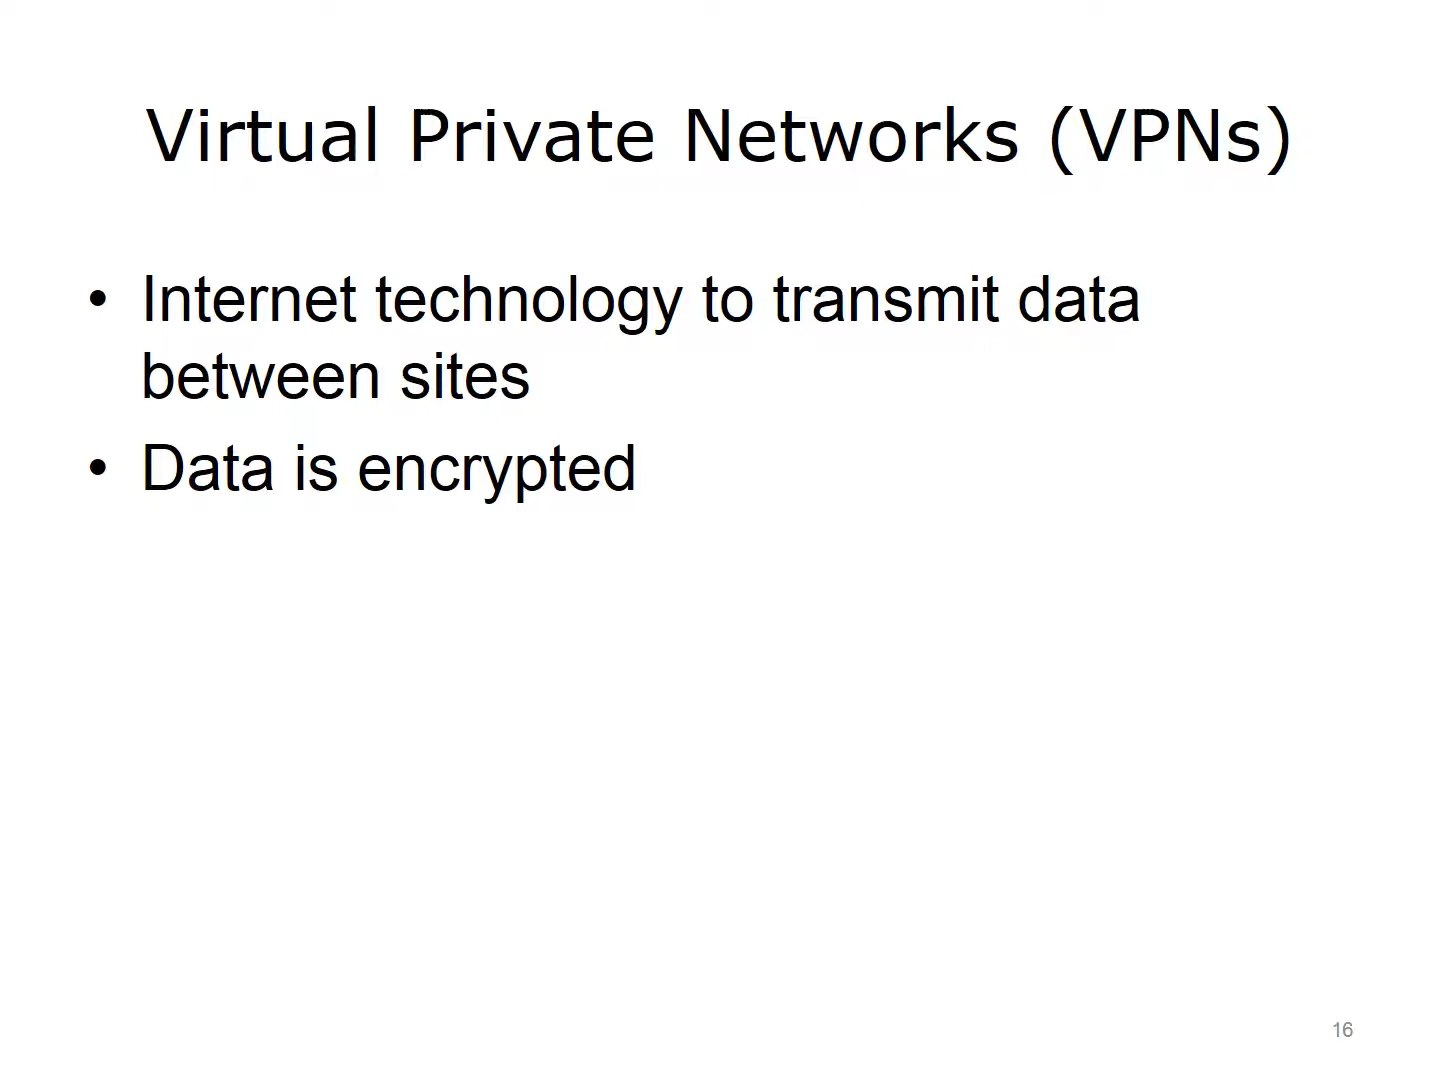 Virtual Private Networks (VPNs)
• Internet technology to transmit data
between sites
• Data is encrypted
16